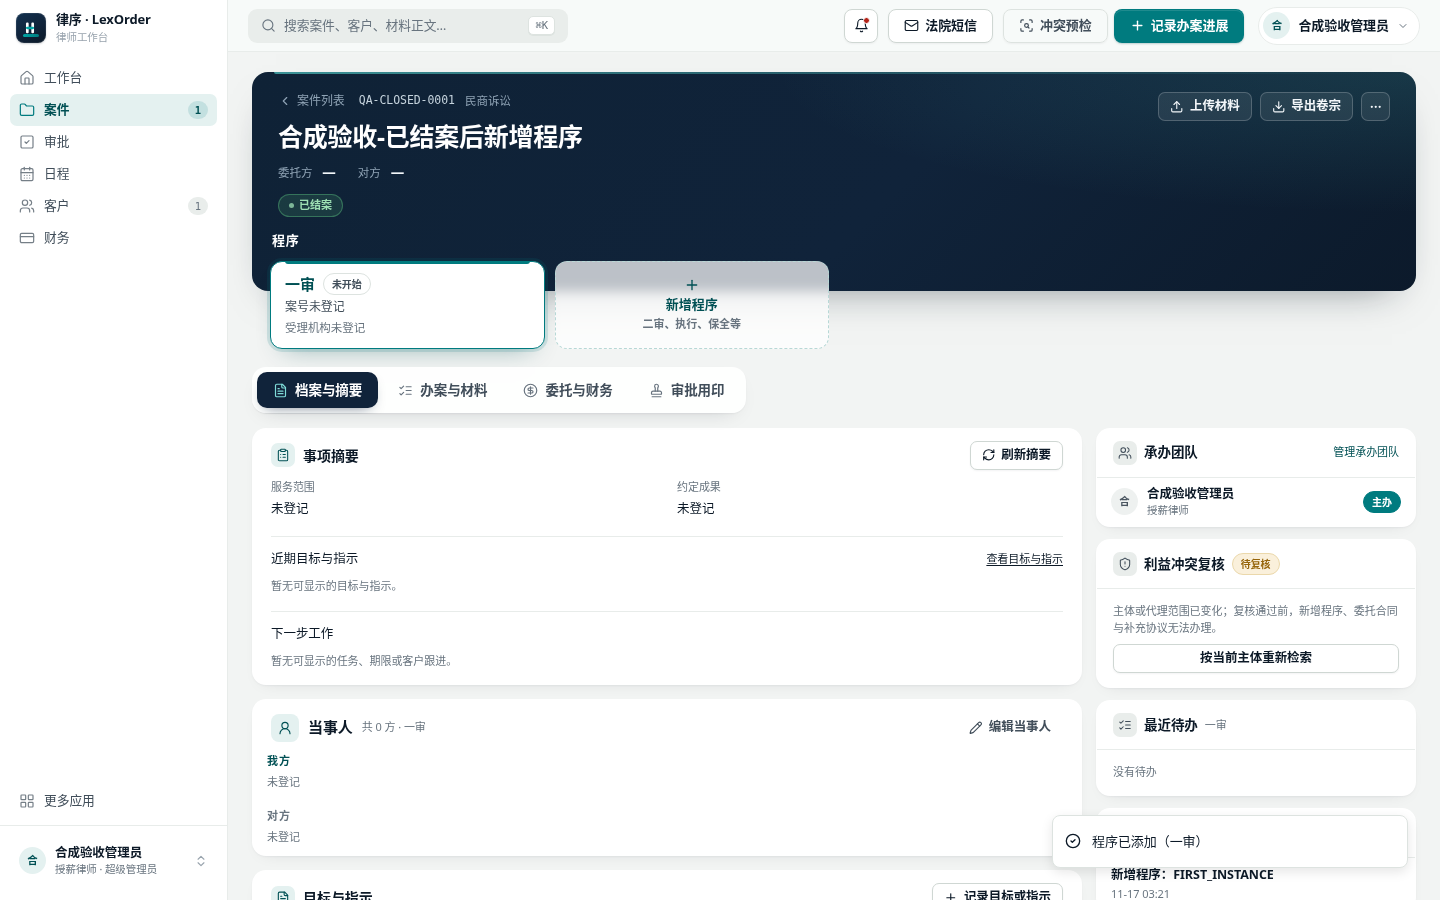 律序 · LexOrder
律师工作台
工作台
案件
1
审批
日程
客户
1
财务
更多应用
合
合成验收管理员
授薪律师 · 超级管理员
搜索案件、客户、材料正文...
⌘K
法院短信
冲突预检
记录办案进展
合
合成验收管理员
案件列表
QA-CLOSED-0001
民商诉讼
上传材料
导出卷宗
合成验收-已结案后新增程序
委托方 —
对方 —
已结案
程序
一审
未开始
案号未登记
受理机构未登记
新增程序
二审、执行、保全等
档案与摘要
办案与材料
委托与财务
审批用印
事项摘要
刷新摘要
服务范围
未登记
约定成果
未登记
近期目标与指示
查看目标与指示
暂无可显示的目标与指示。
下一步工作
暂无可显示的任务、期限或客户跟进。
当事人
共 0 方 · 一审
编辑当事人
我方
未登记
对方
未登记
目标与指示
记录目标或指示
承办团队
管理承办团队
合
合成验收管理员
授薪律师
主办
利益冲突复核
待复核
主体或代理范围已变化；复核通过前，新增程序、委托合同
与补充协议无法办理。
按当前主体重新检索
最近待办
一审
没有待办
程序已添加（一审）
新增程序：FIRST_INSTANCE
11-17 03:21